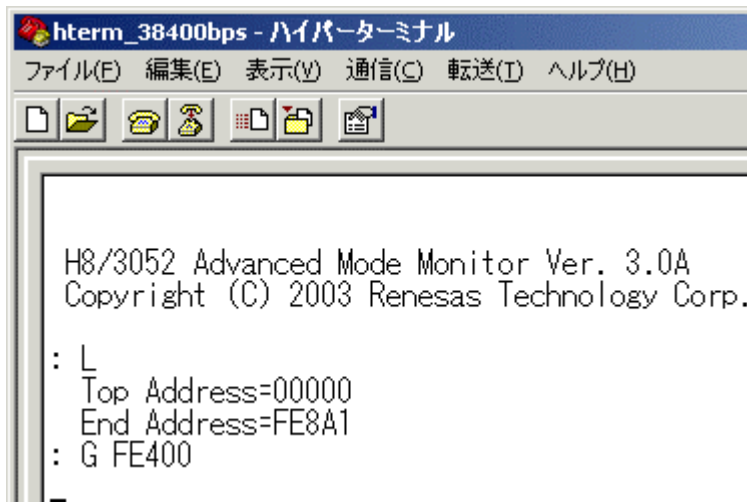 hterm_38400bps - ハイパーターミナル
ファイル(F) 編集(E) 表示(V) 通信(C) 転送(T) ヘルプ(H)
H8/3052 Advanced Mode Monitor Ver. 3.0A
Copyright (C) 2003 Renesas Technology Corp.
: L
Top Address=00000
End Address=FE8A1
: G FE400